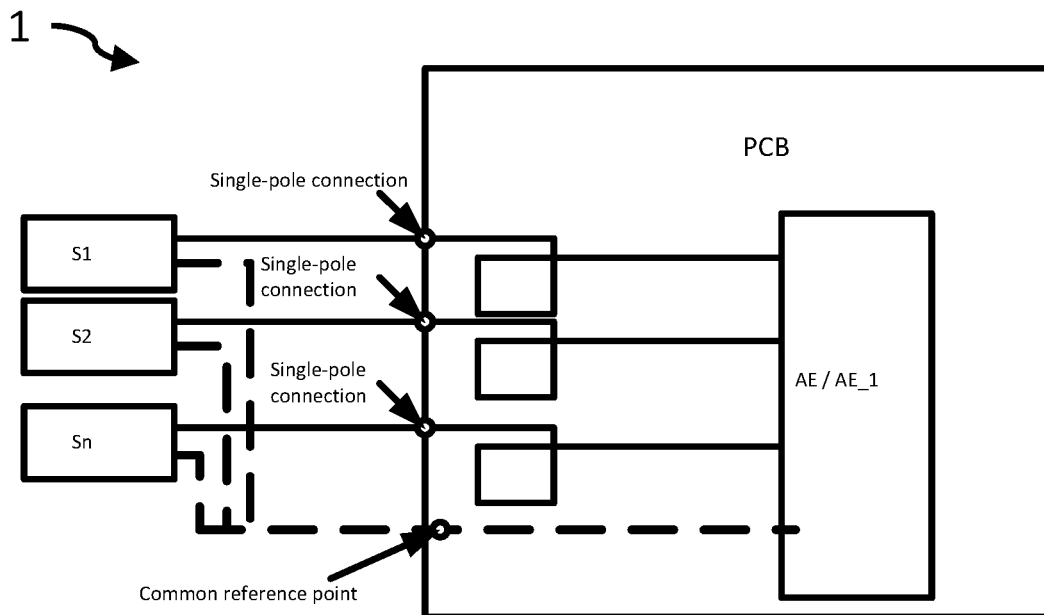 1
PCB
Single-pole connection
S1
Single-pole
connection
S2
Single-pole
connection
AE / AE_1
Sn
Common reference point